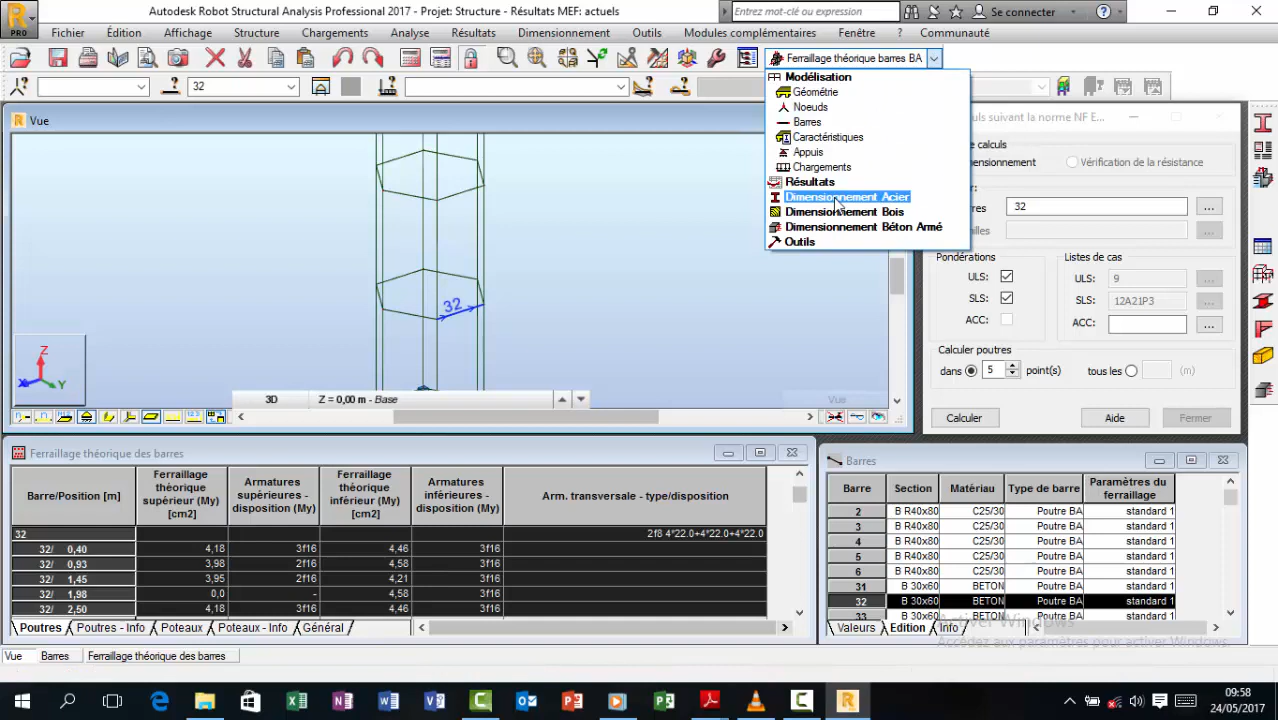 PRO
Autodesk Robot Structural Analysis Professional 2017 - Projet: Structure - Résultats MEF: actuels
Entrez mot-clé ou expression
Se connecter
Fichier Édition Affichage Structure Chargements Analyse Résultats Dimensionnement Outils Modules complémentaires Fenêtre ? Communauté
Ferraillage théorique barres BA
32
Modélisation
Géométrie
Noeuds
Barres
Caractéristiques
Appuis
Chargements
Résultats
Dimensionnement Acier
Dimensionnement Bois
Dimensionnement Béton Armé
Outils
Vue
32
Z
X
Y
3D Z = 0,00 m - Base
Vue
culs suivant la norme NF E...
e calculs
ensionnement Vérification de la résistance
32
Pondérations Listes de cas
ULS: ULS: 9
SLS: SLS: 12A21P3
ACC: ACC:
Calculer poutres
dans 5 point(s) tous les (m)
Calculer Aide Fermer
Ferraillage théorique des barres
Barre/Position [m] Ferraillage théorique supérieur (My) [cm2] Armatures supérieures - disposition (My) Ferraillage théorique inférieur (My) [cm2] Armatures inférieures - disposition (My) Arm. transversale - type/disposition
32 2f8 4*22.0+4*22.0+4*22.0
32/ 0,40 4,18 3f16 4,46 3f16
32/ 0,93 3,98 2f16 4,58 3f16
32/ 1,45 3,95 2f16 4,21 3f16
32/ 1,98 0,0 - 4,58 3f16
32/ 2,50 4,18 3f16 4,46 3f16
Poutres Poutres - Info Poteaux Poteaux - Info Général
Barres
Barre Section Matériau Type de barre Paramètres du ferraillage
2 B R40x80 C25/30 Poutre BA standard 1
3 B R40x80 C25/30 Poutre BA standard 1
4 B R40x80 C25/30 Poutre BA standard 1
5 B R40x80 C25/30 Poutre BA standard 1
6 B R40x80 C25/30 Poutre BA standard 1
31 B 30x60 BETON Poutre BA standard 1
32 B 30x60 BETON Poutre BA standard 1
33 B 30x60 BETON Poutre BA standard 1
Valeurs Edition Info
Activer Windows
Accédez aux paramètres pour activer Windows.
Vue Barres Ferraillage théorique des barres
09:58
24/05/2017